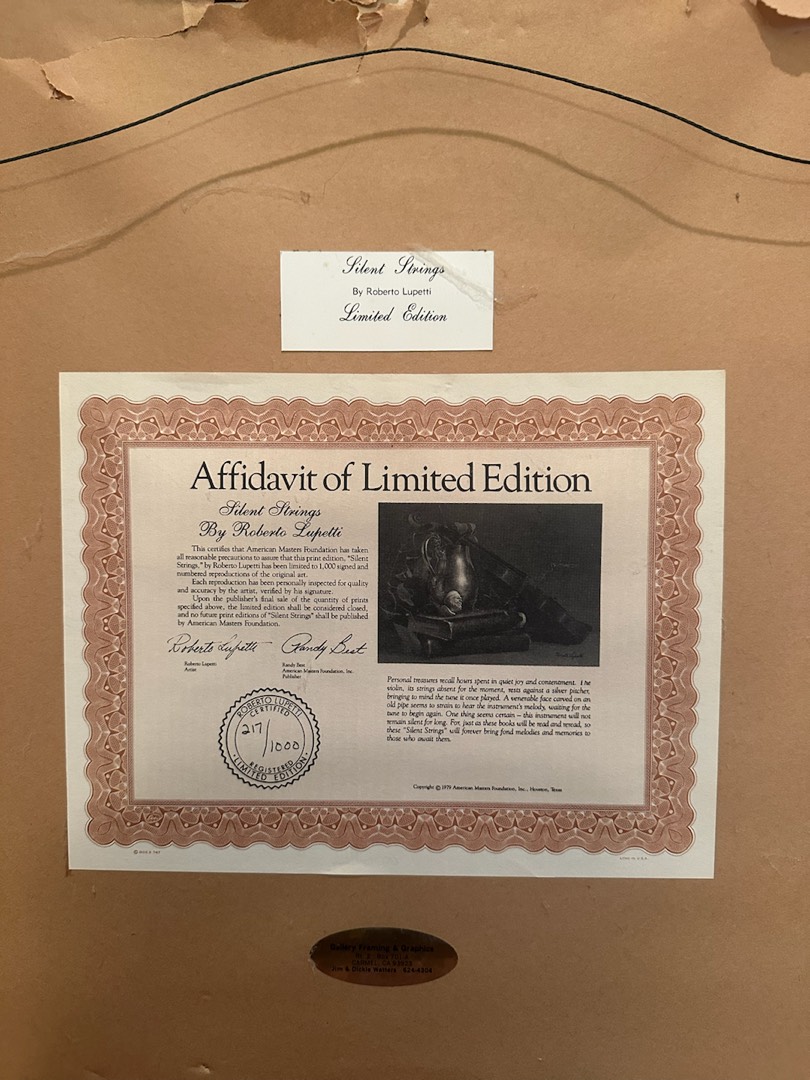 Silent Strings
By Roberto Lupetti
Limited Edition
Affidavit of Limited Edition
Silent Strings
By Roberto Lupetti
This certifies that American Masters Foundation has taken
all reasonable precautions to assure that this print edition, "Silent
Strings," by Roberto Lupetti has been limited to 1,000 signed and
numbered reproductions of the original art.
Each reproduction has been personally inspected for quality
and accuracy by the artist, verified by his signature.
Upon the publisher's final sale of the quantity of prints
specified above, the limited edition shall be considered closed,
and no future print editions of "Silent Strings" shall be published
by American Masters Foundation.
Roberto Lupetti
Roberto Lupetti
Artist
Randy Best
Randy Best
American Masters Foundation, Inc.
Publisher
ROBERTO LUPETTI
CERTIFIED
217/1000
REGISTERED
LIMITED EDITION
Personal treasures recall hours spent in quiet joy and contentment. The
violin, its strings absent for the moment, rests against a silver pitcher,
bringing to mind the tune it once played. A venerable face carved on an
old pipe seems to strain to hear the instrument's melody, waiting for the
tune to begin again. One thing seems certain – this instrument will not
remain silent for long. For, just as these books will be read and reread, so
these "Silent Strings" will forever bring fond melodies and memories to
those who await them.
Copyright © 1979 American Masters Foundation, Inc., Houston, Texas
Gallery Framing & Graphics
CARMEL, CA 93923
Jim & Dickie Walters 624-4304